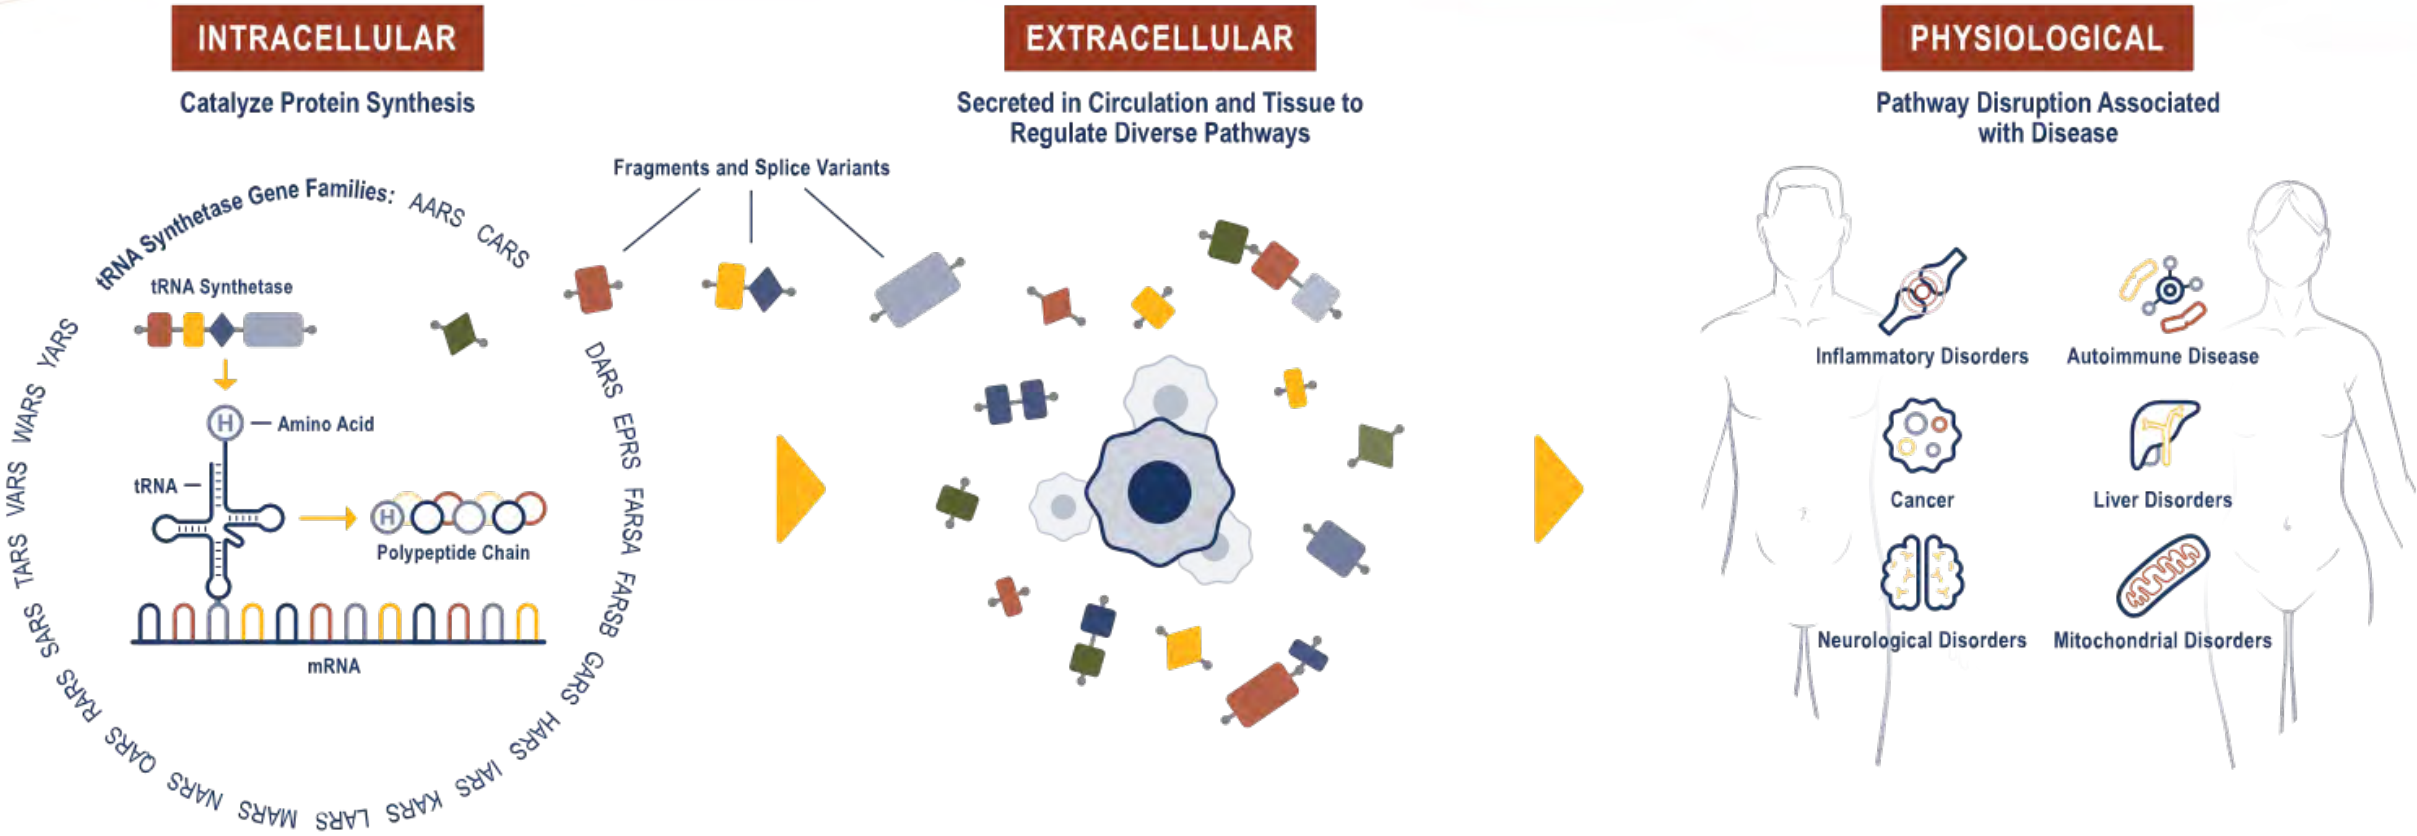 INTRACELLULAR
Catalyze Protein Synthesis
tRNA Synthetase Gene Families: AARS CARS DARS EPRS FARSA FARSB GARS HARS IARS KARS LARS MARS NARS QARS RARS SARS TARS VARS WARS YARS
tRNA Synthetase
H
Amino Acid
tRNA
H
Polypeptide Chain
mRNA
Fragments and Splice Variants
EXTRACELLULAR
Secreted in Circulation and Tissue to
Regulate Diverse Pathways
PHYSIOLOGICAL
Pathway Disruption Associated
with Disease
Inflammatory Disorders
Autoimmune Disease
Cancer
Liver Disorders
Neurological Disorders
Mitochondrial Disorders